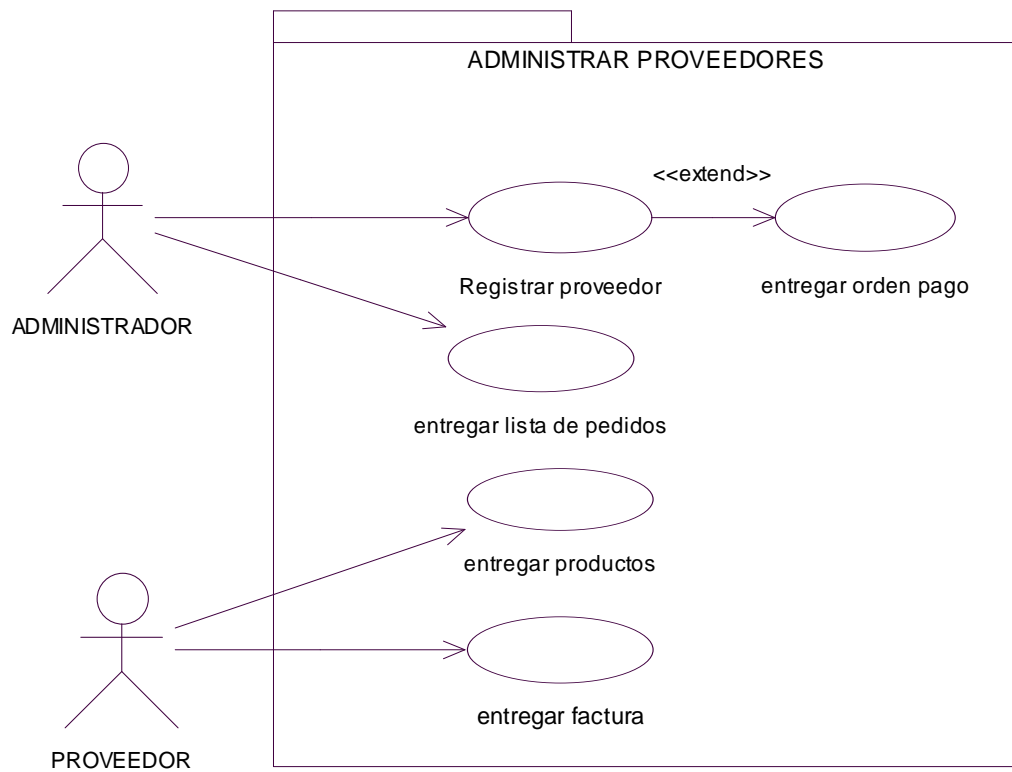 ADMINISTRAR PROVEEDORES
<<extend>>
Registrar proveedor
entregar orden pago
ADMINISTRADOR
entregar lista de pedidos
entregar productos
entregar factura
PROVEEDOR